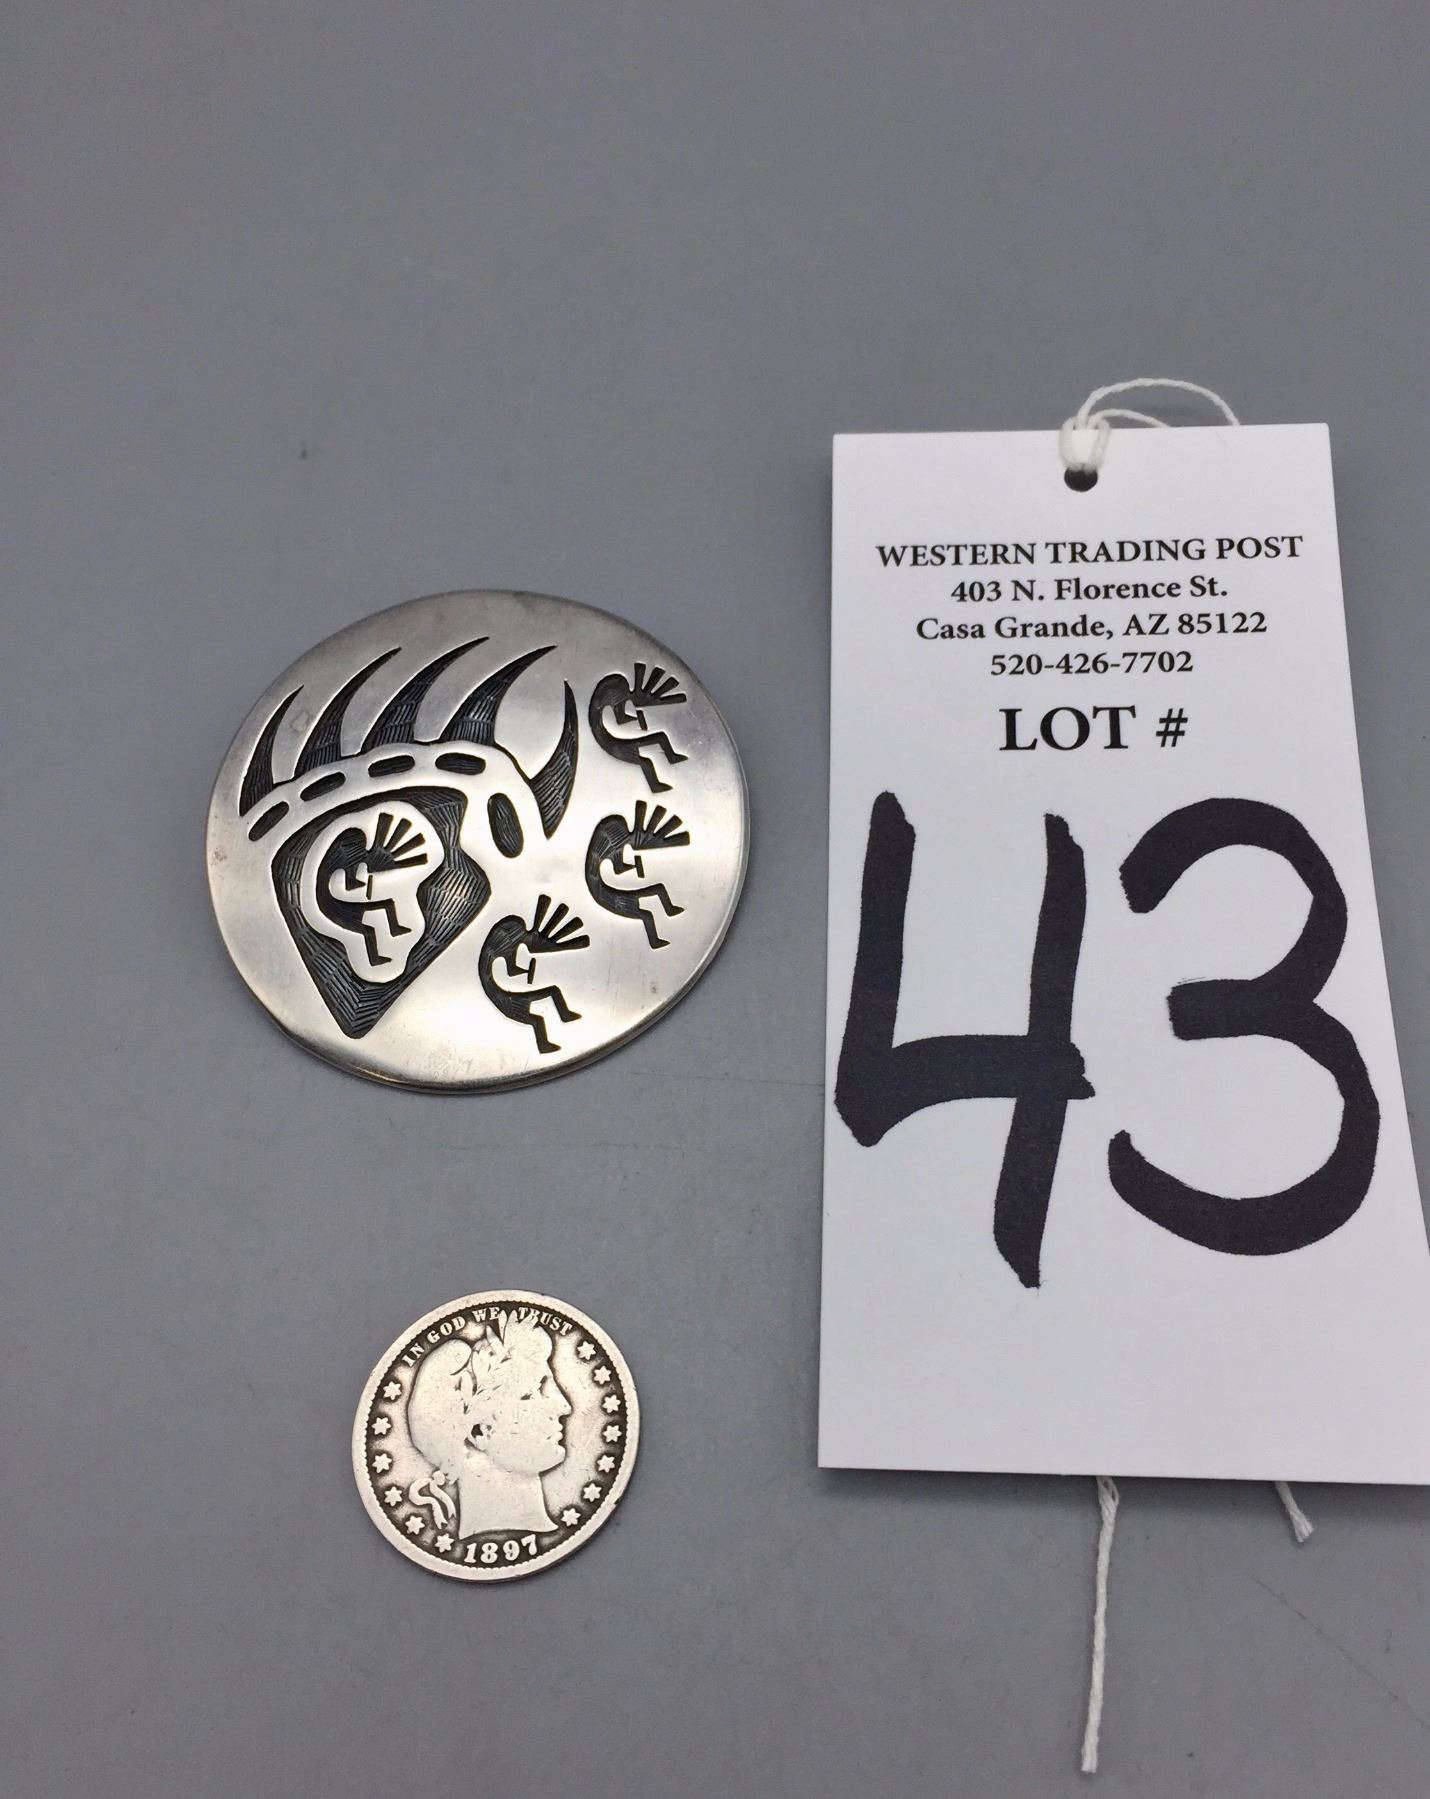 WESTERN TRADING POST
403 N. Florence St.
Casa Grande, AZ 85122
520-426-7702
LOT #
43
IN GOD WE TRUST
1897